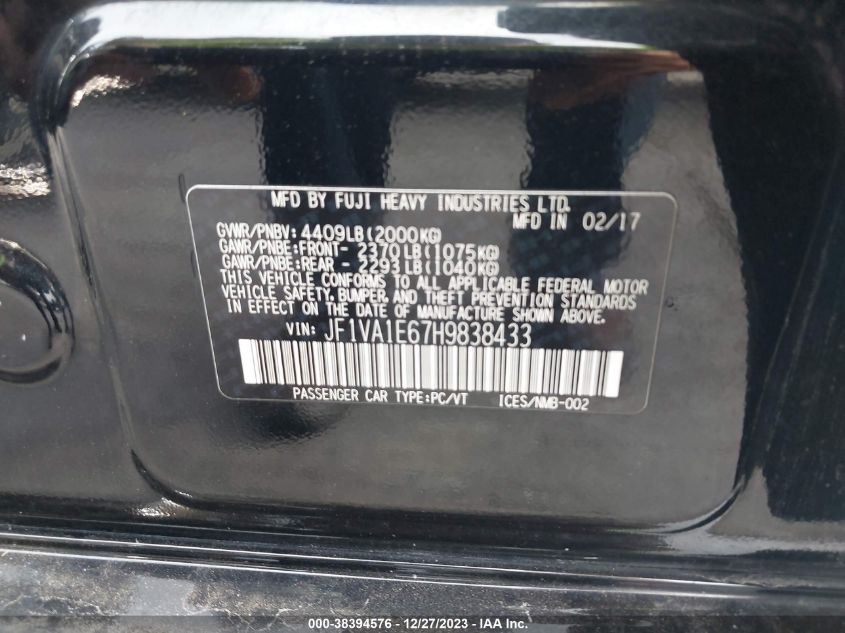 MFD BY FUJI HEAVY INDUSTRIES LTD.
MFD IN 02/17
GVWR/PNBV: 4409LB(2000KG)
GAWR/PNBE:FRONT- 2370LB(1075KG)
GAWR/PNBE:REAR - 2293LB(1040KG)
THIS VEHICLE CONFORMS TO ALL APPLICABLE FEDERAL MOTOR
VEHICLE SAFETY, BUMPER, AND THEFT PREVENTION STANDARDS
IN EFFECT ON THE DATE OF MANUFACTURE SHOWN ABOVE.
VIN: JF1VA1E67H9838433
PASSENGER CAR TYPE:PC/VT ICES/NMB-002
000-38394576 - 12/27/2023 - IAA Inc.